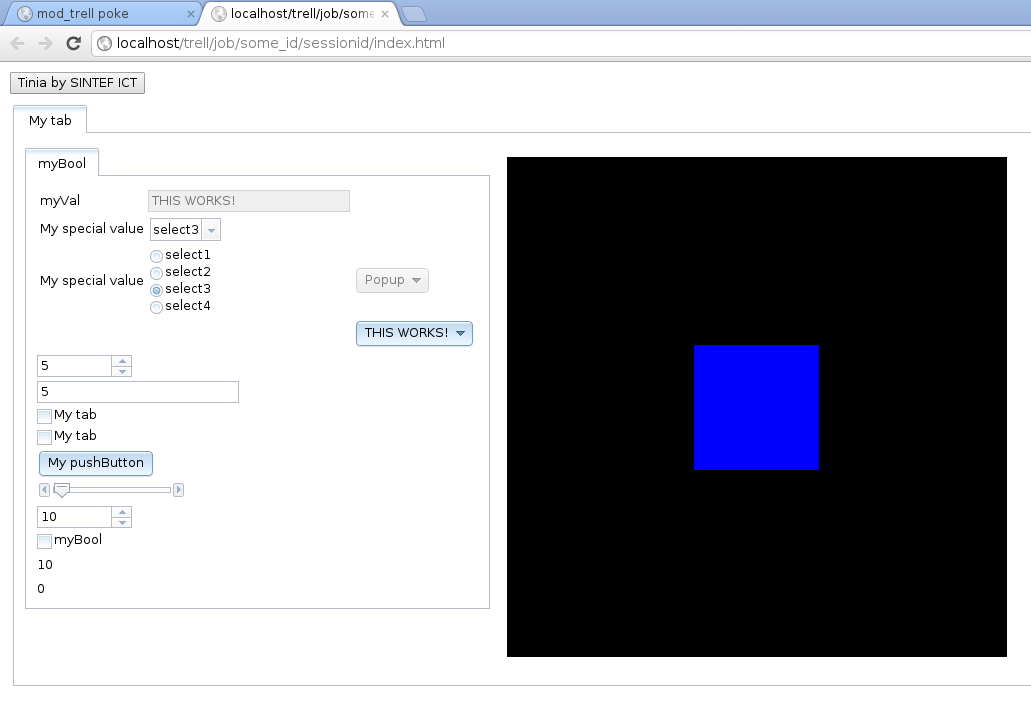 mod_trell poke
localhost/trell/job/some
localhost/trell/job/some_id/sessionid/index.html
Tinia by SINTEF ICT
My tab
myBool
myVal THIS WORKS!
My special value select3
select1
select2
My special value
select3
select4
Popup
THIS WORKS!
5
5
My tab
My tab
My pushButton
10
myBool
10
0